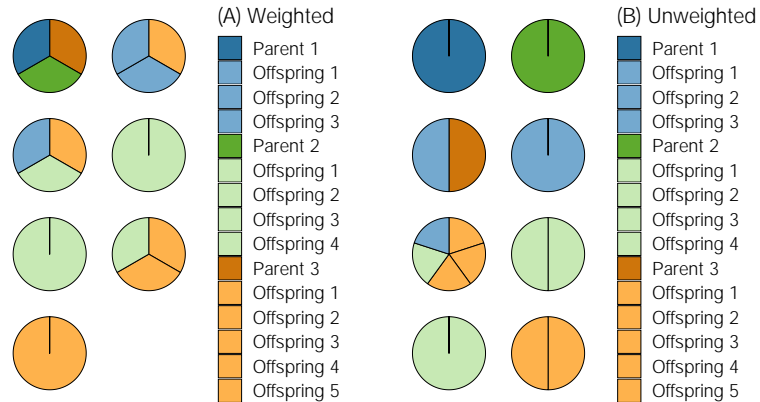 (A) Weighted
Parent 1
Offspring 1
Offspring 2
Offspring 3
Parent 2
Offspring 1
Offspring 2
Offspring 3
Offspring 4
Parent 3
Offspring 1
Offspring 2
Offspring 3
Offspring 4
Offspring 5
(B) Unweighted
Parent 1
Offspring 1
Offspring 2
Offspring 3
Parent 2
Offspring 1
Offspring 2
Offspring 3
Offspring 4
Parent 3
Offspring 1
Offspring 2
Offspring 3
Offspring 4
Offspring 5